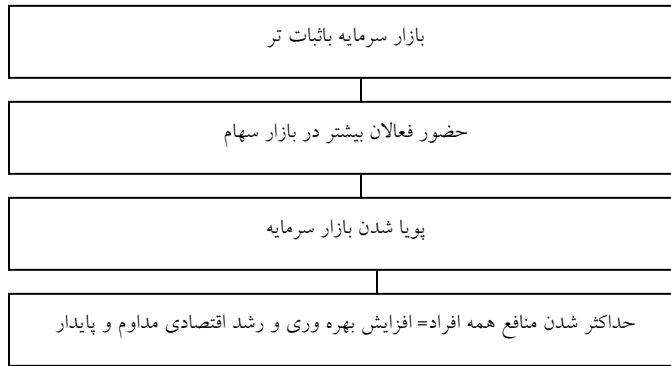 بازار سرمایه باثبات تر
حضور فعالان بیشتر در بازار سهام
پویا شدن بازار سرمایه
حداکثر شدن منافع همه افراد= افزایش بهره وری و رشد اقتصادی مداوم و پایدار